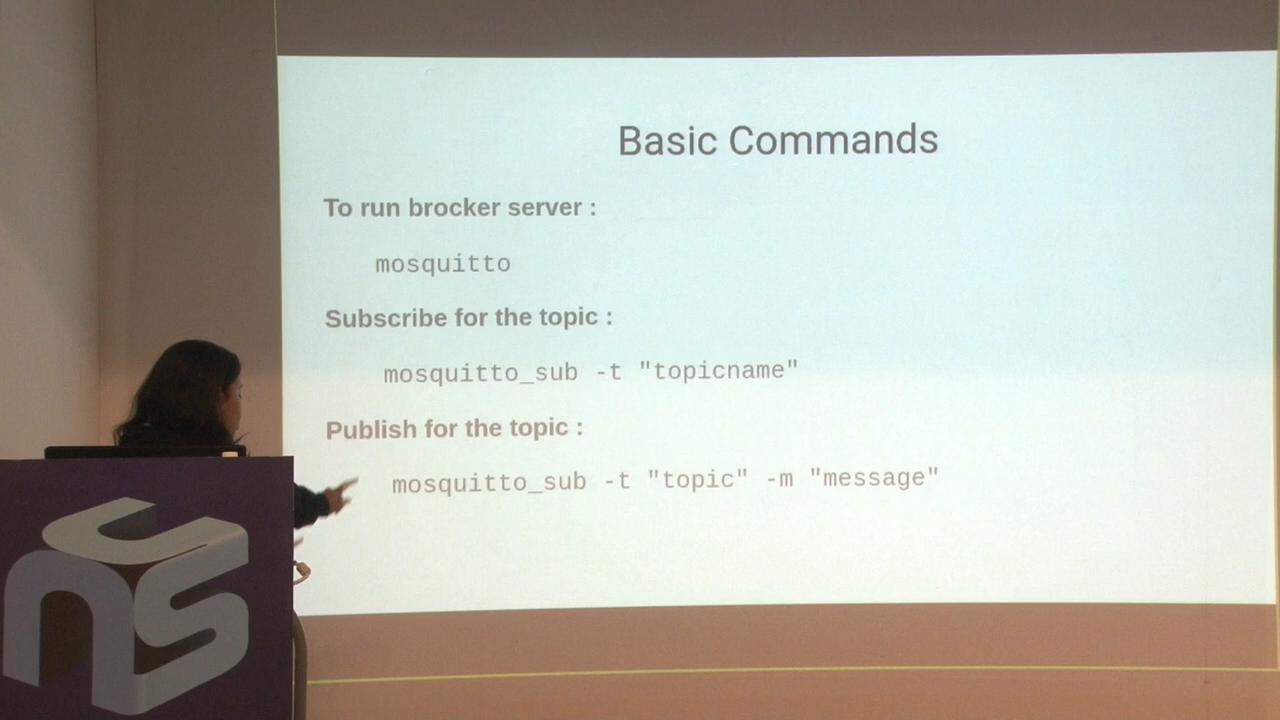 Basic Commands
To run brocker server :
mosquitto
Subscribe for the topic :
mosquitto_sub -t "topicname"
Publish for the topic :
mosquitto_sub -t "topic" -m "message"
nus